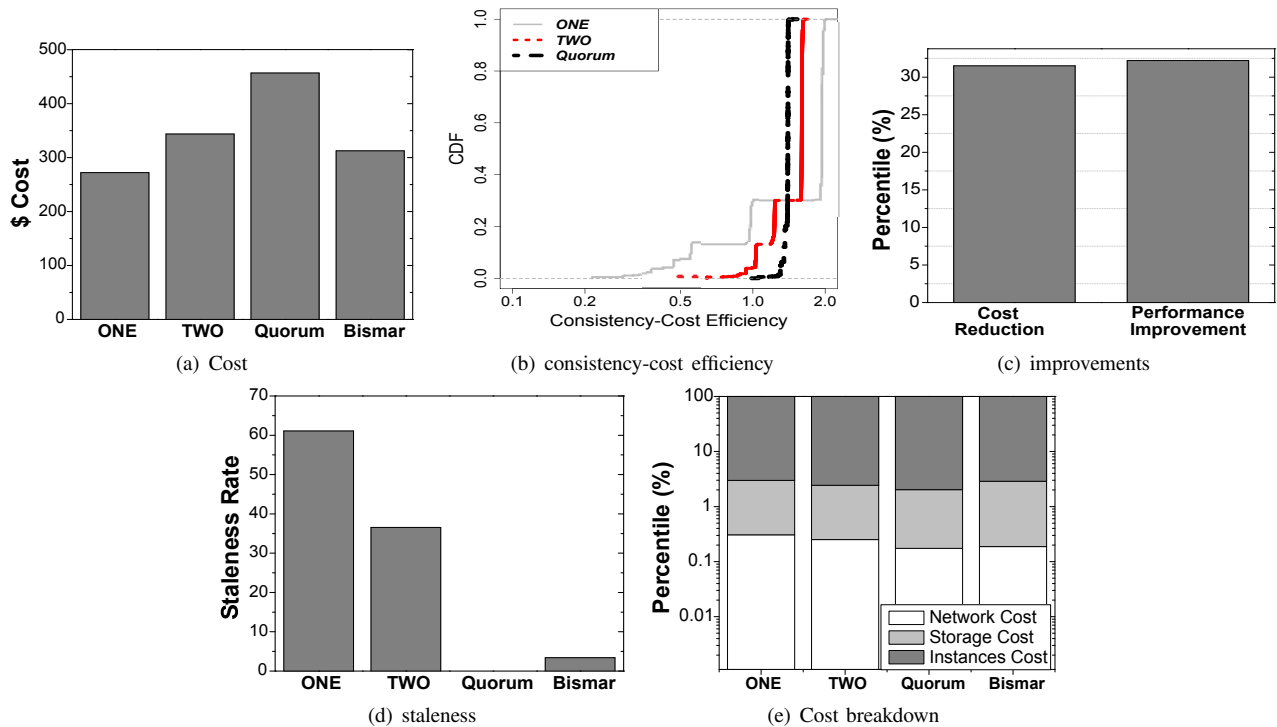 500
400
300
200
100
0
$ Cost
ONE
TWO
Quorum
Bismar
(a) Cost
ONE
TWO
Quorum
1.0
0.8
0.6
0.4
0.2
0.0
CDF
0.1
0.2
0.5
1.0
2.0
Consistency-Cost Efficiency
(b) consistency-cost efficiency
30
25
20
15
10
5
0
Percentile (%)
Cost
Reduction
Performance
Improvement
(c) improvements
70
60
50
40
30
20
10
0
Staleness Rate
ONE
TWO
Quorum
Bismar
(d) staleness
100
10
1
0.1
0.01
Percentile (%)
Network Cost
Storage Cost
Instances Cost
ONE
TWO
Quorum
Bismar
(e) Cost breakdown